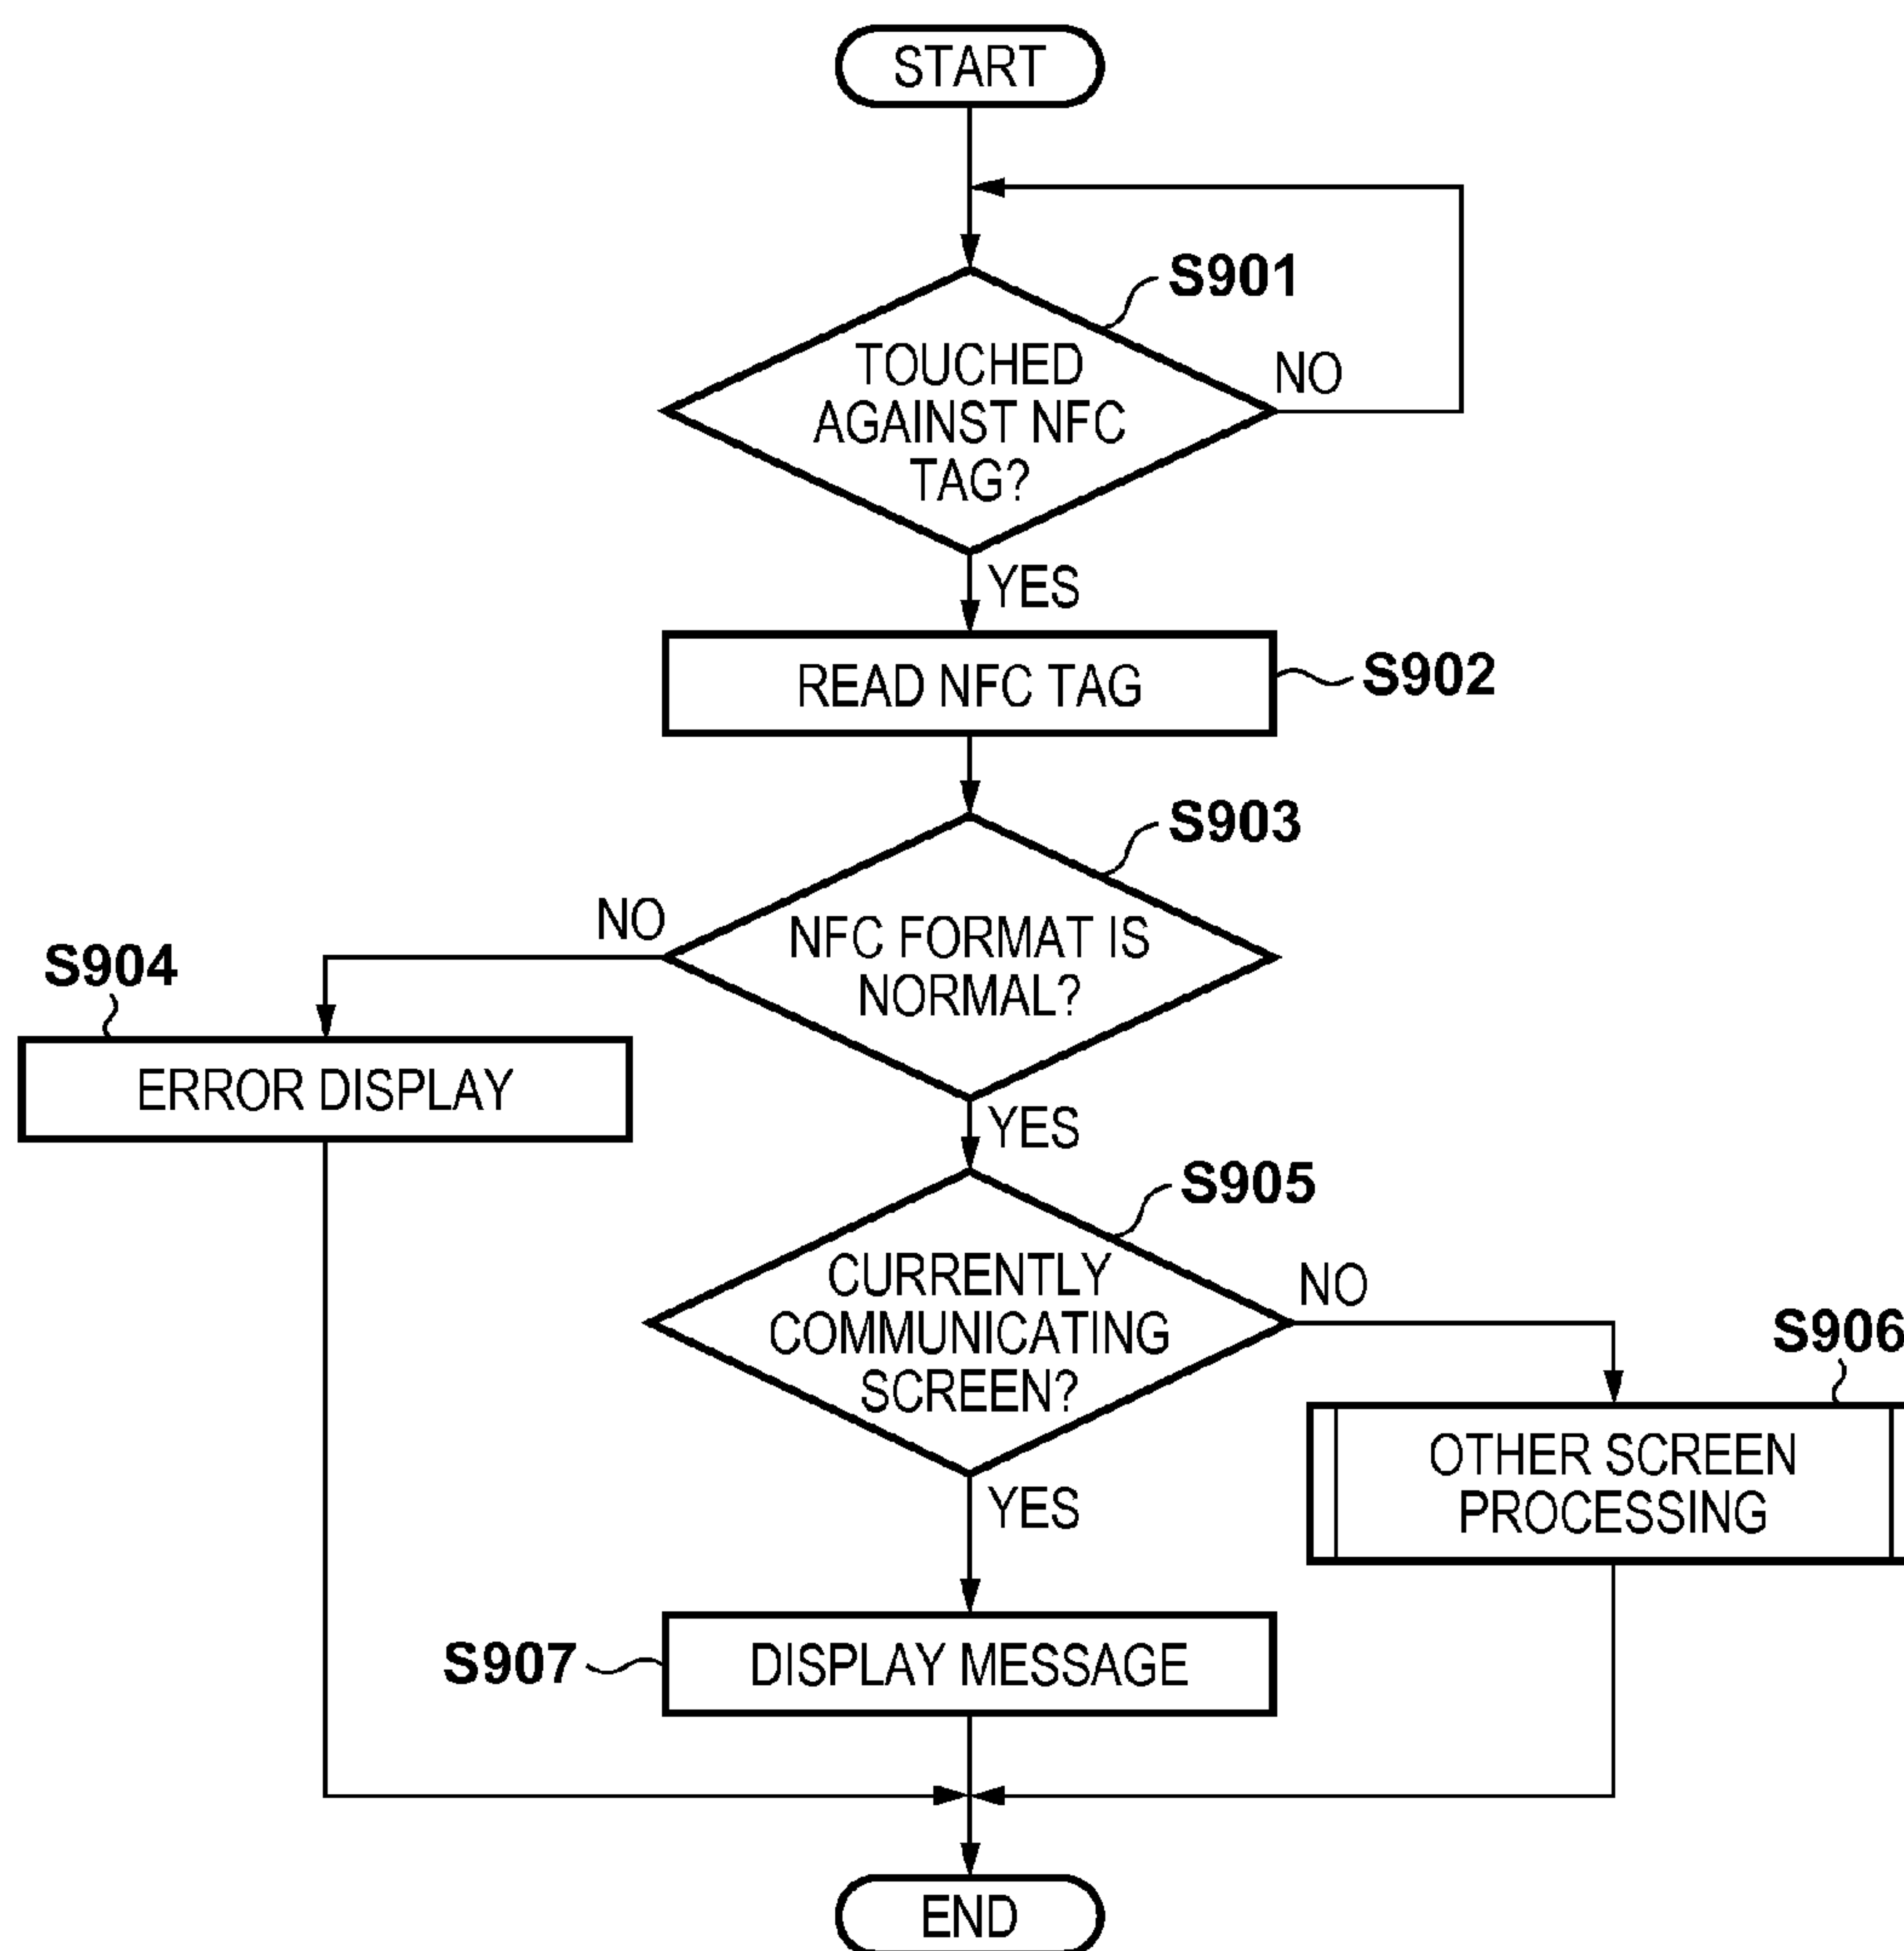 START
S901
TOUCHED
AGAINST NFC
TAG?
NO
YES
READ NFC TAG
S902
S903
NO
NFC FORMAT IS
NORMAL?
S904
ERROR DISPLAY
YES
S905
CURRENTLY
COMMUNICATING
SCREEN?
NO
S906
OTHER SCREEN
PROCESSING
YES
S907
DISPLAY MESSAGE
END